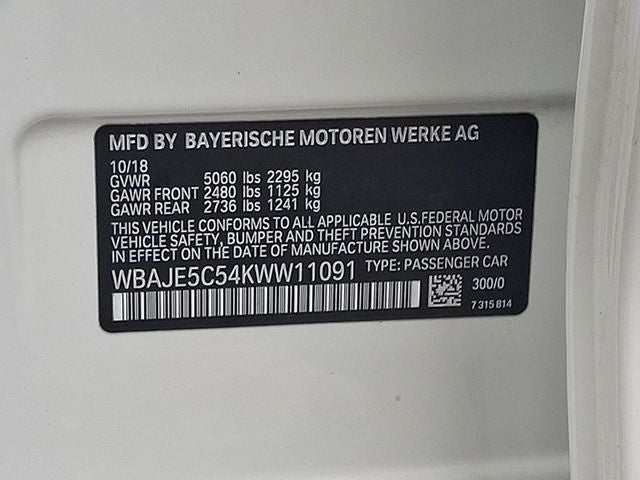 MFD BY BAYERISCHE MOTOREN WERKE AG
10/18
GVWR 5060 lbs 2295 kg
GAWR FRONT 2480 lbs 1125 kg
GAWR REAR 2736 lbs 1241 kg
THIS VEHICLE CONFORMS TO ALL APPLICABLE U.S.FEDERAL MOTOR
VEHICLE SAFETY, BUMPER AND THEFT PREVENTION STANDARDS
IN EFFECT ON THE DATE OF MANUFACTURE SHOWN ABOVE.
WBAJE5C54KWW11091 TYPE: PASSENGER CAR
300/0
7 315 814